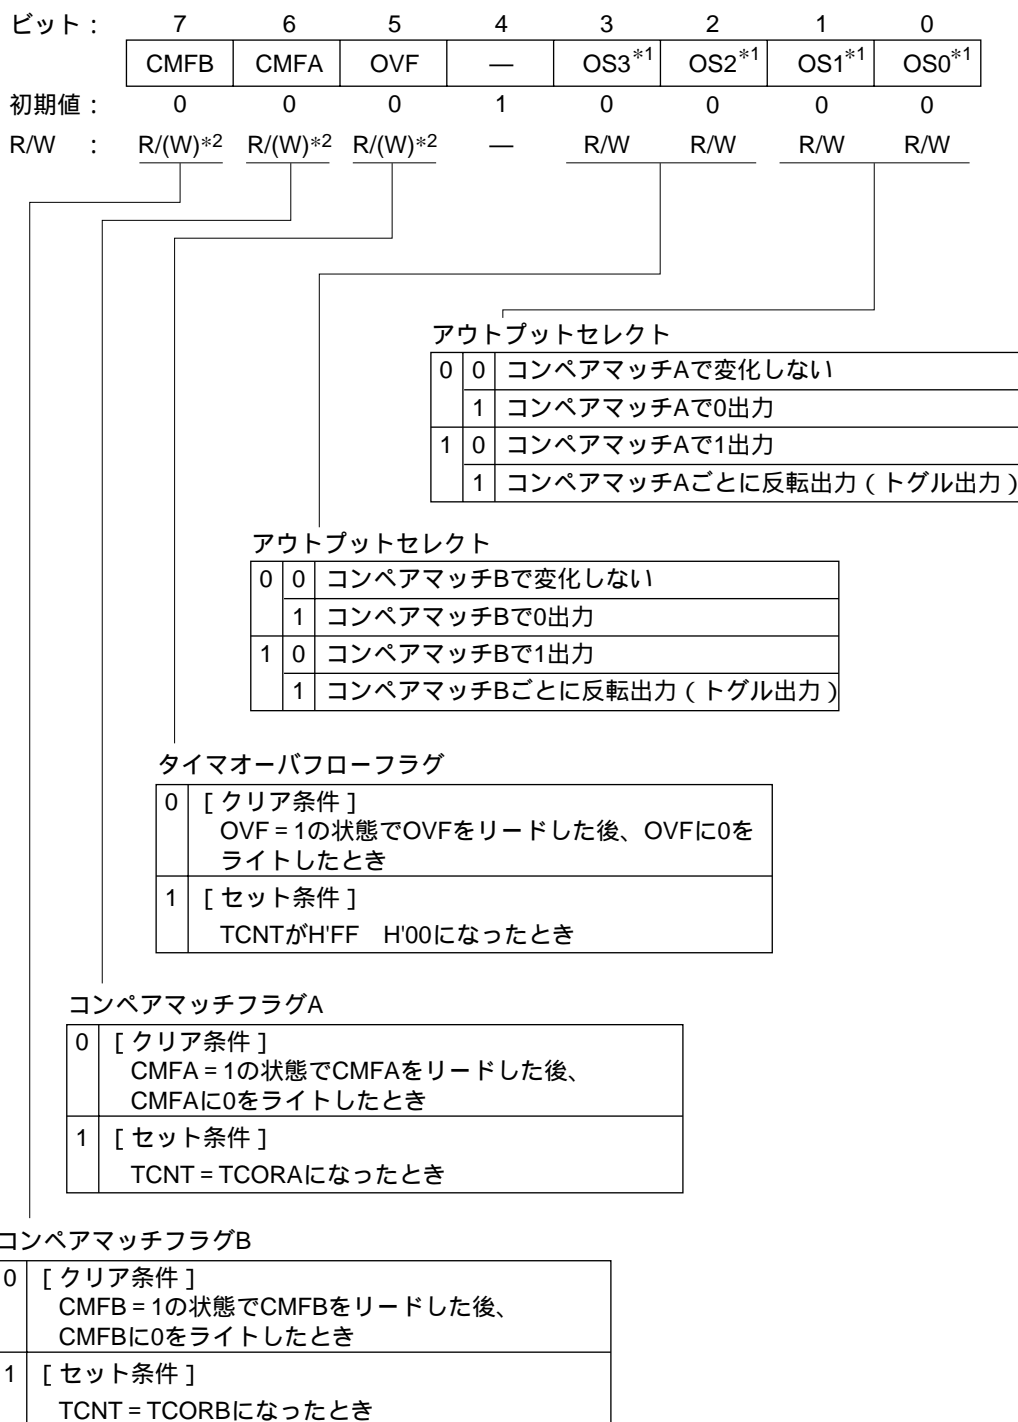 ビット： 7 6 5 4 3 2 1 0
CMFB CMFA OVF — OS3*1 OS2*1 OS1*1 OS0*1
初期値： 0 0 0 1 0 0 0 0
R/W ： R/(W)*2 R/(W)*2 R/(W)*2 — R/W R/W R/W R/W
アウトプットセレクト
0 0 コンペアマッチAで変化しない
1 コンペアマッチAで0出力
1 0 コンペアマッチAで1出力
1 コンペアマッチAごとに反転出力（トグル出力）
アウトプットセレクト
0 0 コンペアマッチBで変化しない
1 コンペアマッチBで0出力
1 0 コンペアマッチBで1出力
1 コンペアマッチBごとに反転出力（トグル出力）
タイマオーバフローフラグ
0 ［クリア条件］
OVF = 1の状態でOVFをリードした後、OVFに0を
ライトしたとき
1 ［セット条件］
TCNTがH'FF H'00になったとき
コンペアマッチフラグA
0 ［クリア条件］
CMFA = 1の状態でCMFAをリードした後、
CMFAに0をライトしたとき
1 ［セット条件］
TCNT = TCORAになったとき
コンペアマッチフラグB
0 ［クリア条件］
CMFB = 1の状態でCMFBをリードした後、
CMFBに0をライトしたとき
1 ［セット条件］
TCNT = TCORBになったとき